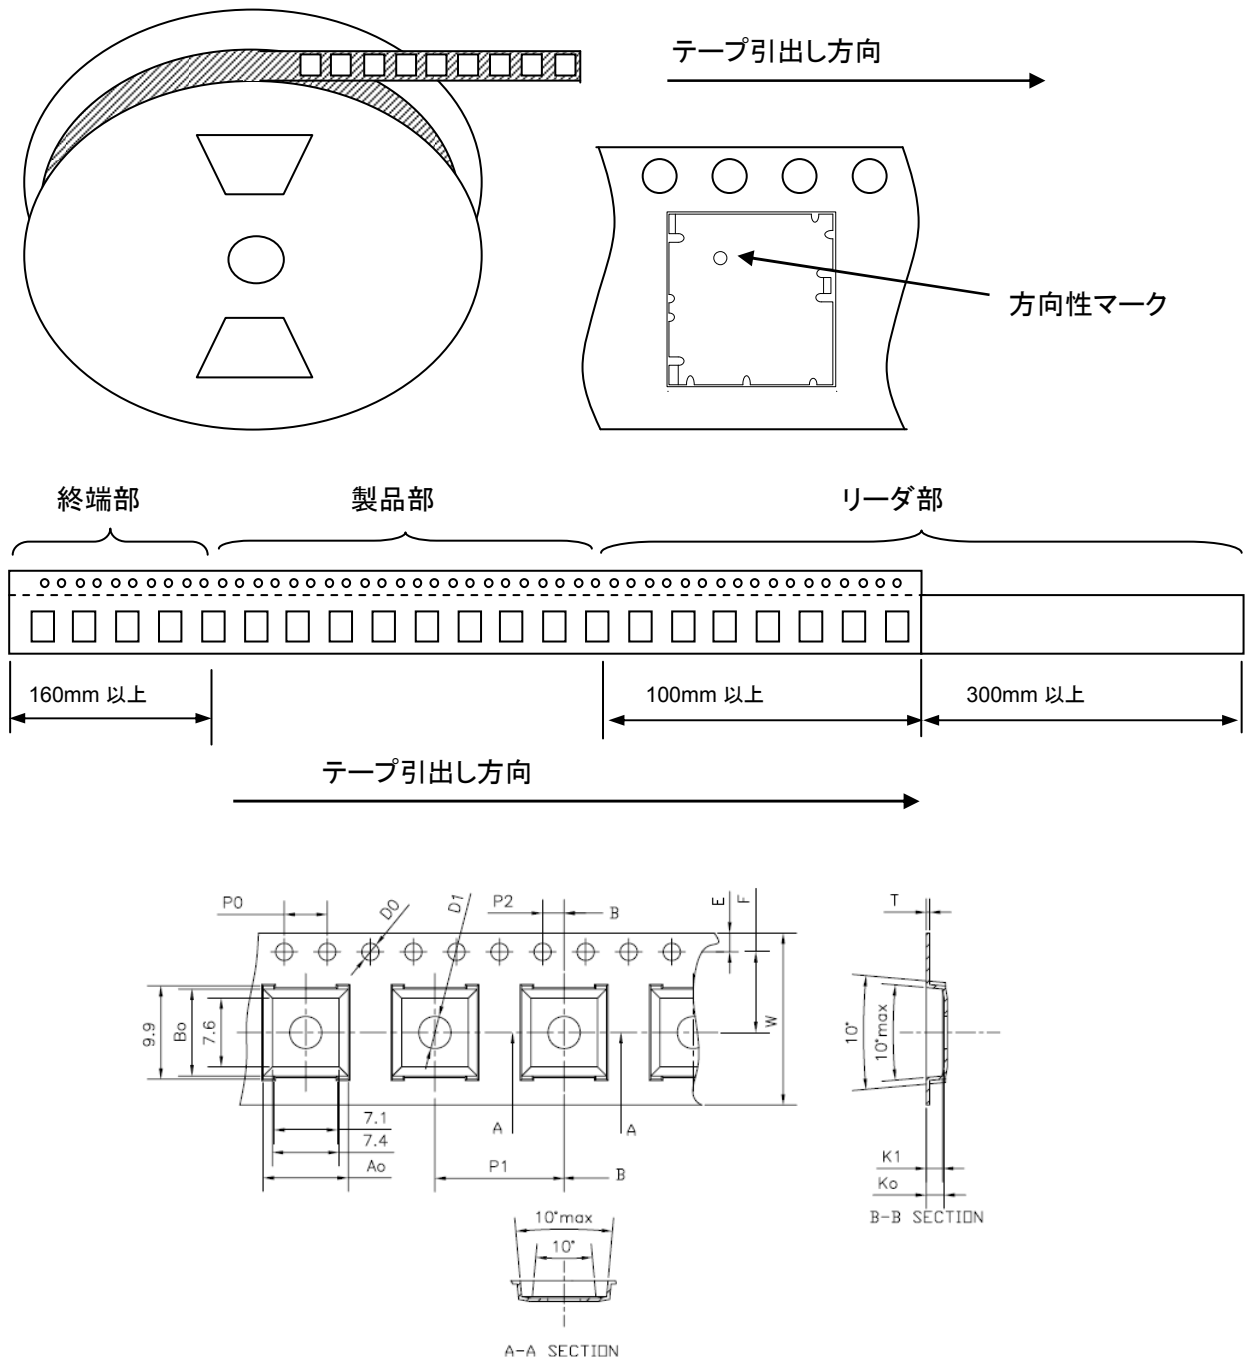 テープ引出し方向
方向性マーク
終端部 製品部 リーダ部
160mm 以上 100mm 以上 300mm 以上
テープ引出し方向
P0 D0 D1 P2 B E F T
9.9 Bo 7.6 W 10° 10°max
7.1
7.4
Ao
A A
P1 B
K1
Ko
B-B SECTION
10°max
10°
A-A SECTION